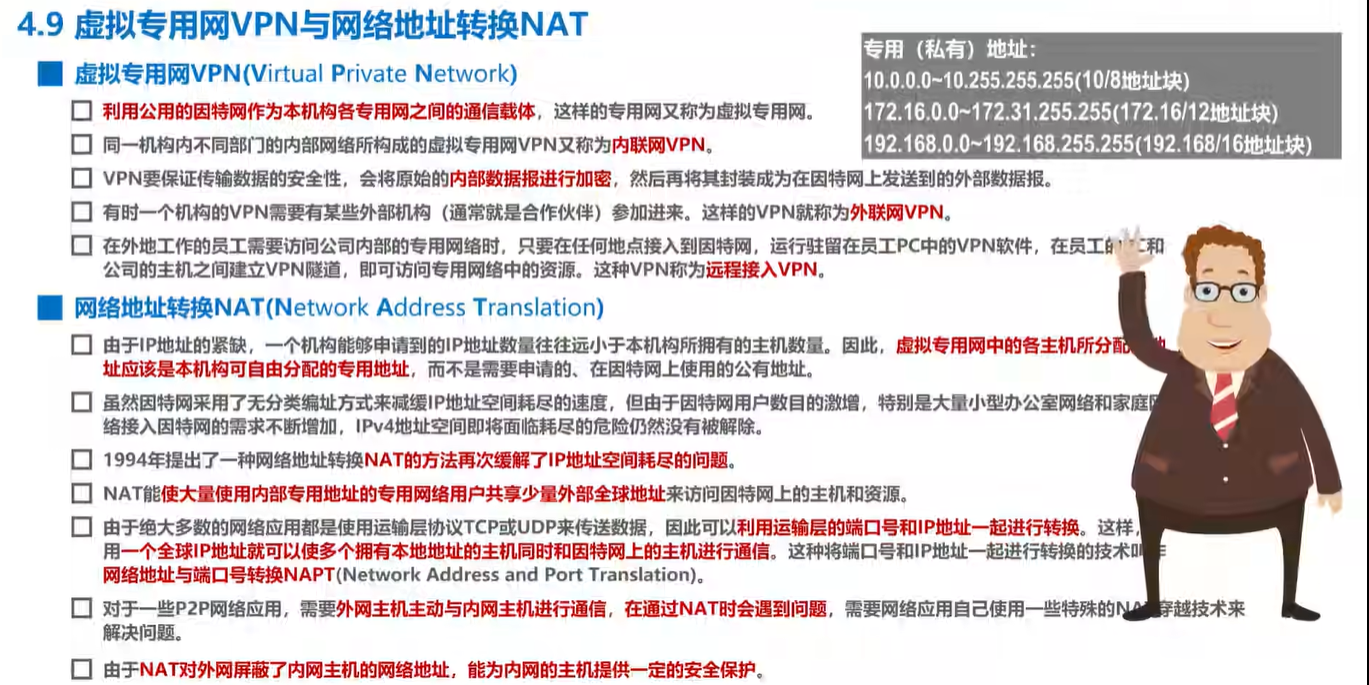 4.9 虚拟专用网VPN与网络地址转换NAT
专用（私有）地址：
10.0.0.0~10.255.255.255(10/8地址块)
172.16.0.0~172.31.255.255(172.16/12地址块)
192.168.0.0~192.168.255.255(192.168/16地址块)
虚拟专用网VPN(Virtual Private Network)
利用公用的因特网作为本机构各专用网之间的通信载体，这样的专用网又称为虚拟专用网。
同一机构内不同部门的内部网络所构成的虚拟专用网VPN又称为内联网VPN。
VPN要保证传输数据的安全性，会将原始的内部数据报进行加密，然后再将其封装成为在因特网上发送到的外部数据报。
有时一个机构的VPN需要有某些外部机构（通常就是合作伙伴）参加进来。这样的VPN就称为外联网VPN。
在外地工作的员工需要访问公司内部的专用网络时，只要在任何地点接入到因特网，运行驻留在员工PC中的VPN软件，在员工的 和
公司的主机之间建立VPN隧道，即可访问专用网络中的资源。这种VPN称为远程接入VPN。
网络地址转换NAT(Network Address Translation)
由于IP地址的紧缺，一个机构能够申请到的IP地址数量往往远小于本机构所拥有的主机数量。因此，虚拟专用网中的各主机所分配 地
址应该是本机构可自由分配的专用地址，而不是需要申请的、在因特网上使用的公有地址。
虽然因特网采用了无分类编址方式来减缓IP地址空间耗尽的速度，但由于因特网用户数目的激增，特别是大量小型办公室网络和家庭网
络接入因特网的需求不断增加，IPv4地址空间即将面临耗尽的危险仍然没有被解除。
1994年提出了一种网络地址转换NAT的方法再次缓解了IP地址空间耗尽的问题。
NAT能使大量使用内部专用地址的专用网络用户共享少量外部全球地址来访问因特网上的主机和资源。
由于绝大多数的网络应用都是使用运输层协议TCP或UDP来传送数据，因此可以利用运输层的端口号和IP地址一起进行转换。这样，
用一个全球IP地址就可以使多个拥有本地地址的主机同时和因特网上的主机进行通信。这种将端口号和IP地址一起进行转换的技术叫作
网络地址与端口号转换NAPT(Network Address and Port Translation)。
对于一些P2P网络应用，需要外网主机主动与内网主机进行通信，在通过NAT时会遇到问题，需要网络应用自己使用一些特殊的NAT穿越技术来
解决问题。
由于NAT对外网屏蔽了内网主机的网络地址，能为内网的主机提供一定的安全保护。